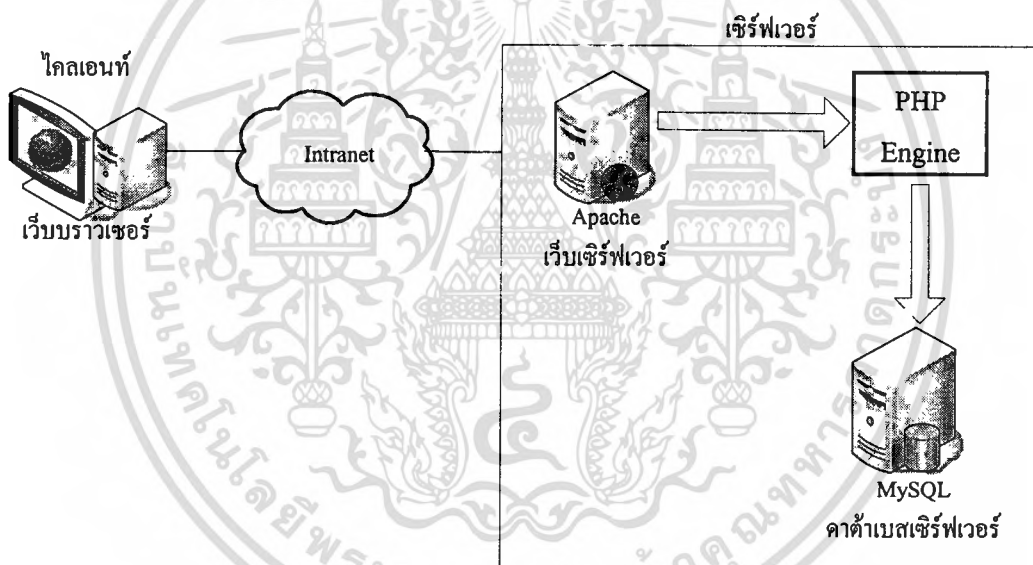 เซิร์ฟเวอร์
ไคลเอนท์
PHP
Engine
Intranet
Apache
เว็บบราวเซอร์
เว็บเซิร์ฟเวอร์
MySQL
ดาต้าเบสเซิร์ฟเวอร์